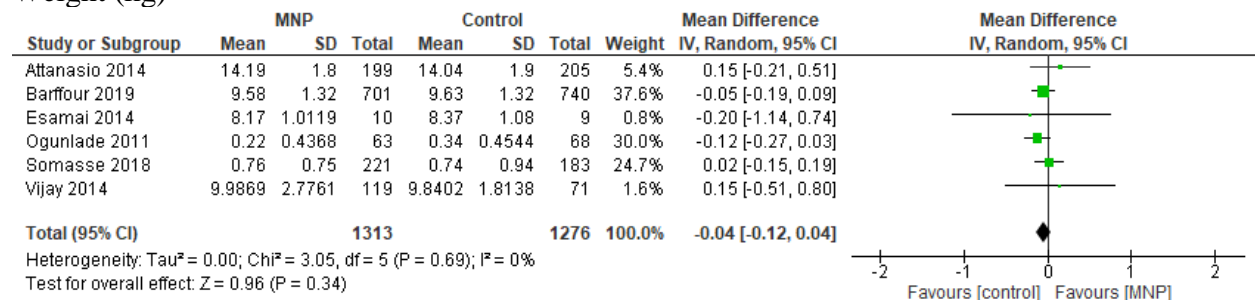 Weight (kg)
MNP Control Mean Difference Mean Difference
Study or Subgroup Mean SD Total Mean SD Total Weight IV, Random, 95% CI IV, Random, 95% CI
Attanasio 2014 14.19 1.8 199 14.04 1.9 205 5.4% 0.15 [-0.21, 0.51]
Barffour 2019 9.58 1.32 701 9.63 1.32 740 37.6% -0.05 [-0.19, 0.09]
Esamai 2014 8.17 1.0119 10 8.37 1.08 9 0.8% -0.20 [-1.14, 0.74]
Ogunlade 2011 0.22 0.4368 63 0.34 0.4544 68 30.0% -0.12 [-0.27, 0.03]
Somasse 2018 0.76 0.75 221 0.74 0.94 183 24.7% 0.02 [-0.15, 0.19]
Vijay 2014 9.9869 2.7761 119 9.8402 1.8138 71 1.6% 0.15 [-0.51, 0.80]
Total (95% CI) 1313 1276 100.0% -0.04 [-0.12, 0.04]
Heterogeneity: Tau² = 0.00; Chi² = 3.05, df = 5 (P = 0.69); I² = 0%
Test for overall effect: Z = 0.96 (P = 0.34)
-2 -1 0 1 2
Favours [control] Favours [MNP]